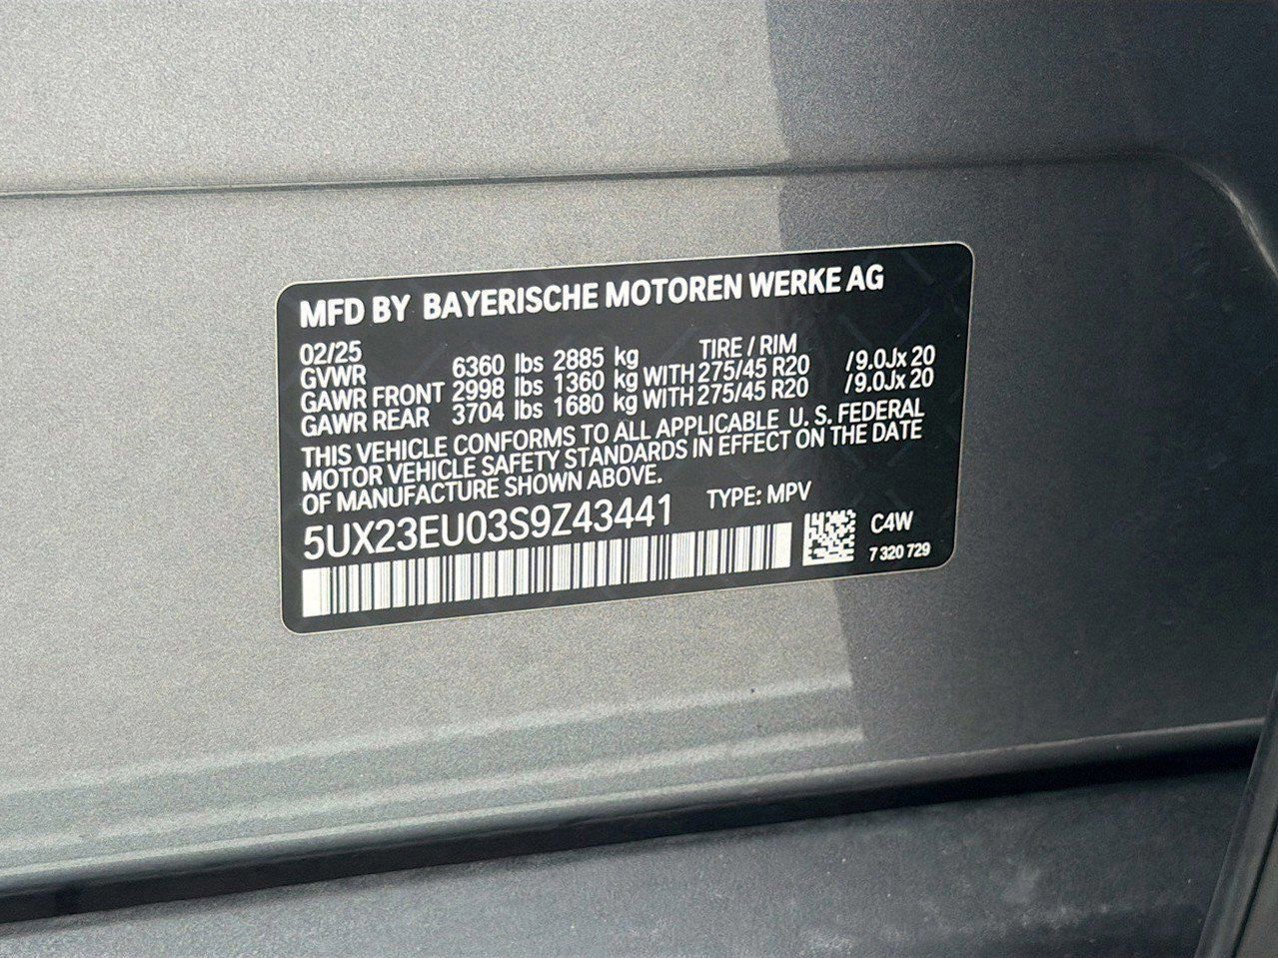 MFD BY BAYERISCHE MOTOREN WERKE AG
02/25 TIRE / RIM
GVWR 6360 lbs 2885 kg
GAWR FRONT 2998 lbs 1360 kg WITH 275/45 R20 /9.0Jx 20
GAWR REAR 3704 lbs 1680 kg WITH 275/45 R20 /9.0Jx 20
THIS VEHICLE CONFORMS TO ALL APPLICABLE U. S. FEDERAL
MOTOR VEHICLE SAFETY STANDARDS IN EFFECT ON THE DATE
OF MANUFACTURE SHOWN ABOVE.
5UX23EU03S9Z43441 TYPE: MPV
C4W
7 320 729